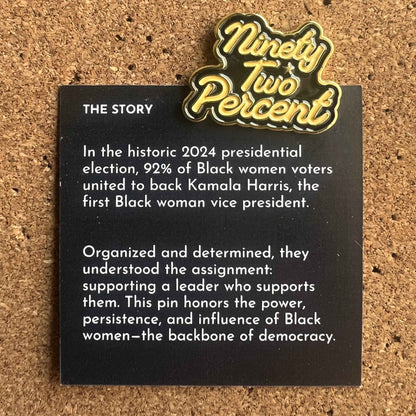 Ninety
Two
Percent
THE STORY
In the historic 2024 presidential
election, 92% of Black women voters
united to back Kamala Harris, the
first Black woman vice president.
Organized and determined, they
understood the assignment:
supporting a leader who supports
them. This pin honors the power,
persistence, and influence of Black
women—the backbone of democracy.